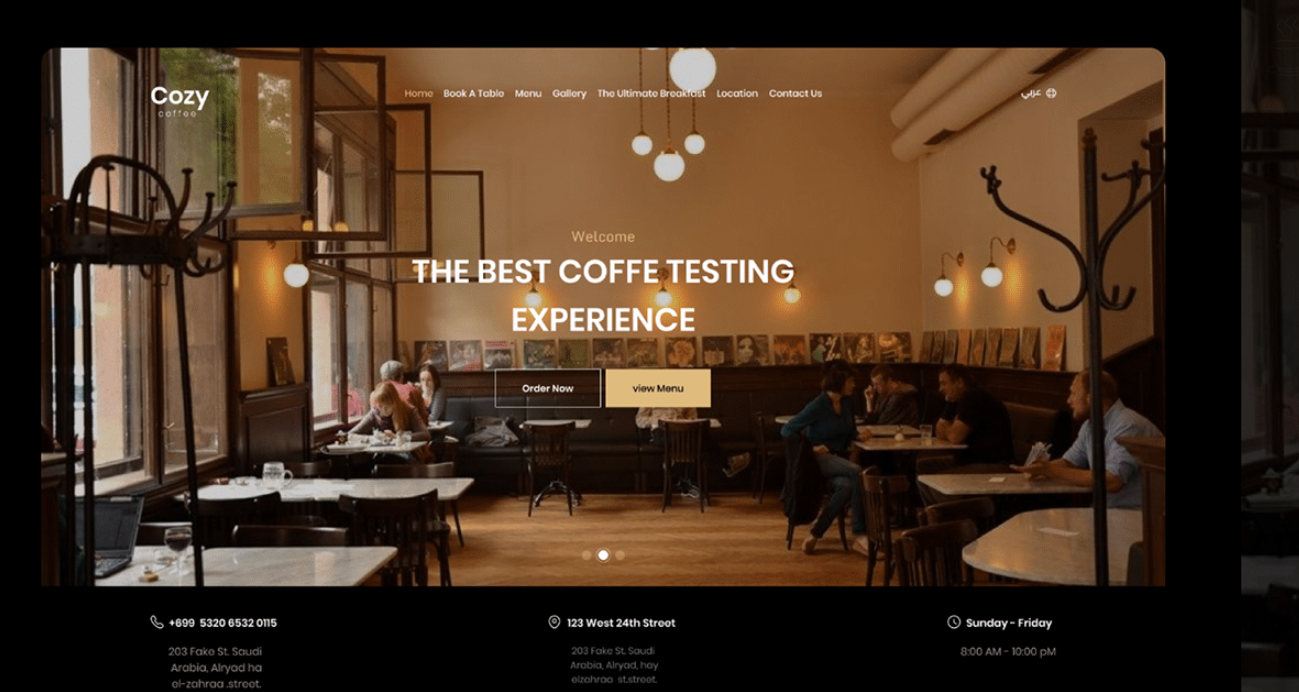 Cozy
coffee
Home Book A Table Menu Gallery The Ultimate Breakfast Location Contact Us
عربي
Welcome
THE BEST COFFE TESTING
EXPERIENCE
Order Now
view Menu
+699 5320 6532 0115
203 Fake St. Saudi
Arabia, Alryad ha
el-zahraa .street.
123 West 24th Street
203 Fake St. Saudi
Arabia, Alryad, hay
elzahraa st.street.
Sunday - Friday
8:00 AM - 10:00 pM